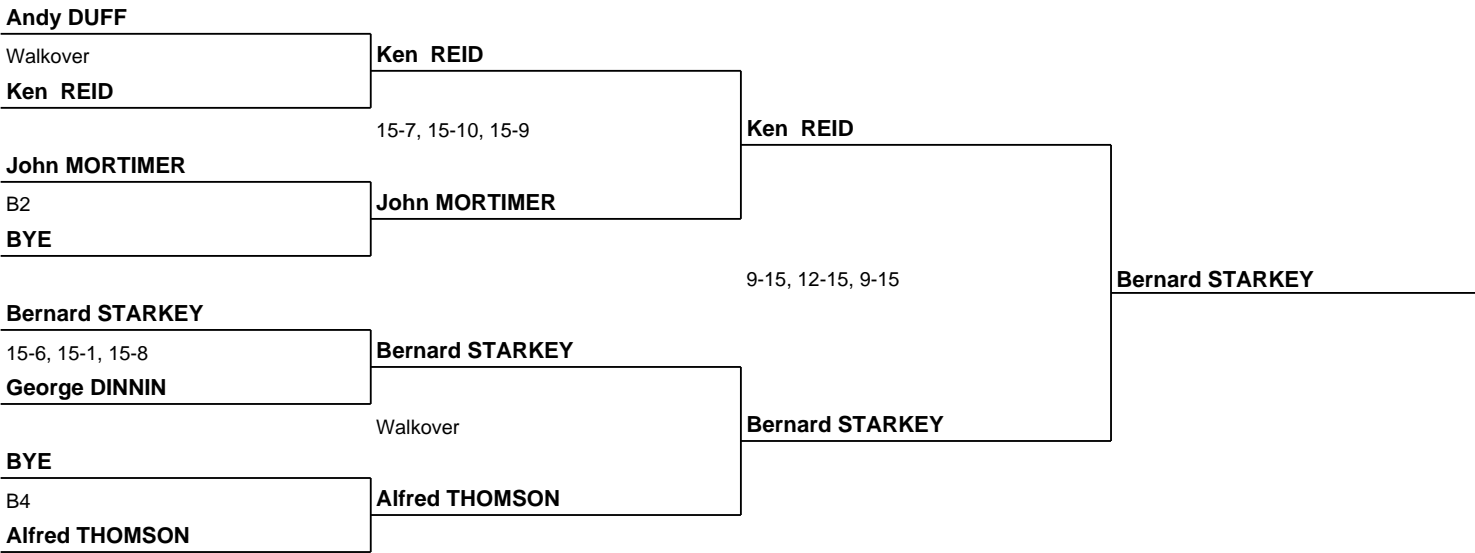 Andy DUFF
Walkover
Ken REID
Ken REID
15-7, 15-10, 15-9
Ken REID
John MORTIMER
B2
John MORTIMER
BYE
9-15, 12-15, 9-15
Bernard STARKEY
Bernard STARKEY
15-6, 15-1, 15-8
Bernard STARKEY
George DINNIN
Walkover
Bernard STARKEY
BYE
B4
Alfred THOMSON
Alfred THOMSON